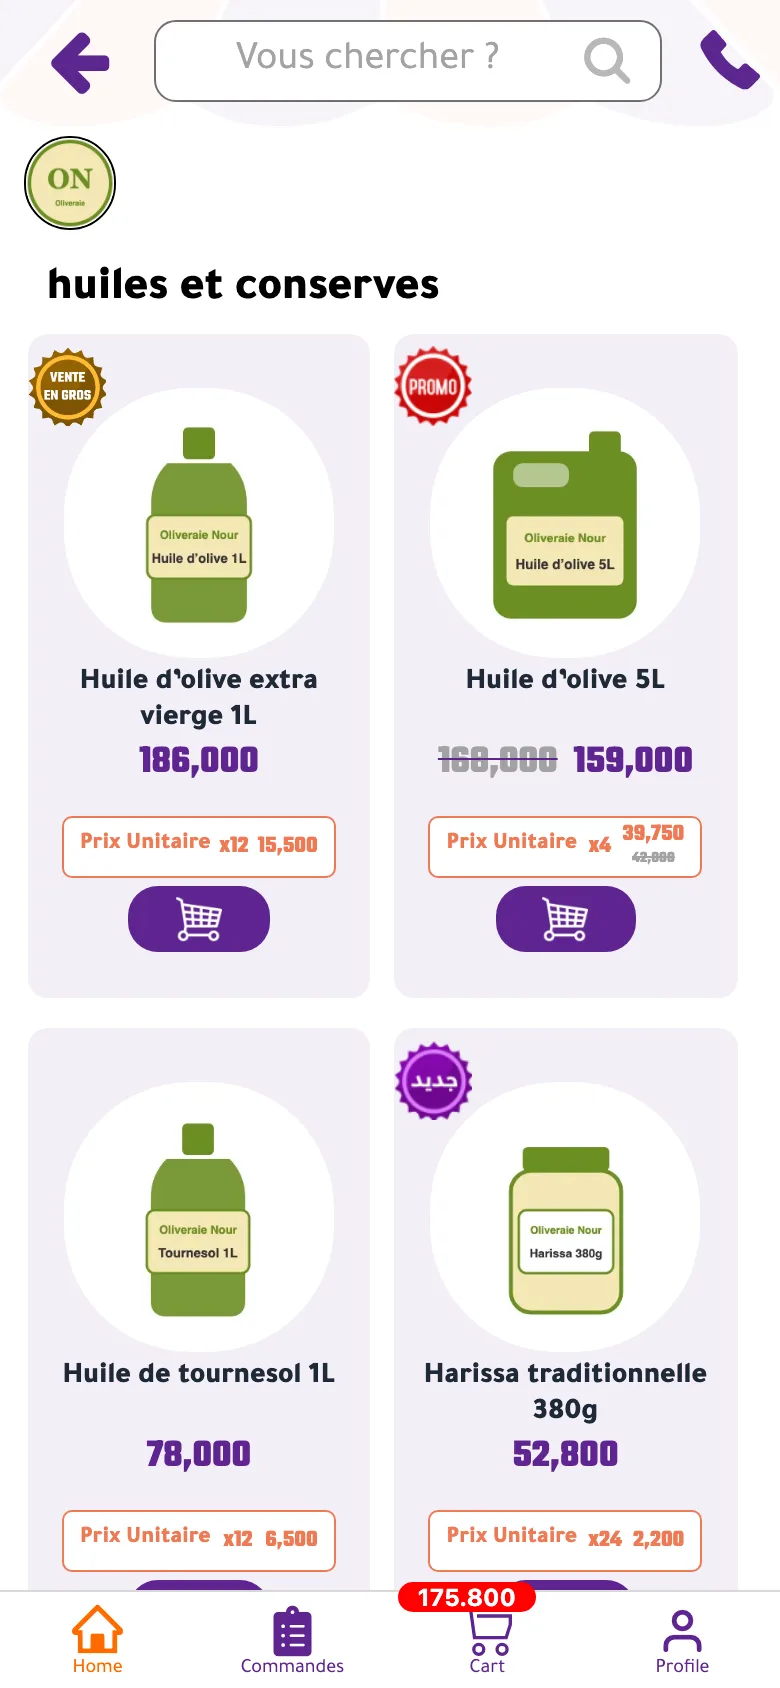 Vous chercher ?
ON
Oliveraie
huiles et conserves
VENTE
EN GROS
Oliveraie Nour
Huile d'olive 1L
Huile d'olive extra
vierge 1L
186,000
Prix Unitaire x12 15,500
PROMO
Oliveraie Nour
Huile d'olive 5L
Huile d'olive 5L
168,000 159,000
Prix Unitaire x4 39,750
42,000
Oliveraie Nour
Tournesol 1L
Huile de tournesol 1L
78,000
Prix Unitaire x12 6,500
جديد
Oliveraie Nour
Harissa 380g
Harissa traditionnelle
380g
52,800
Prix Unitaire x24 2,200
175.800
Home
Commandes
Cart
Profile